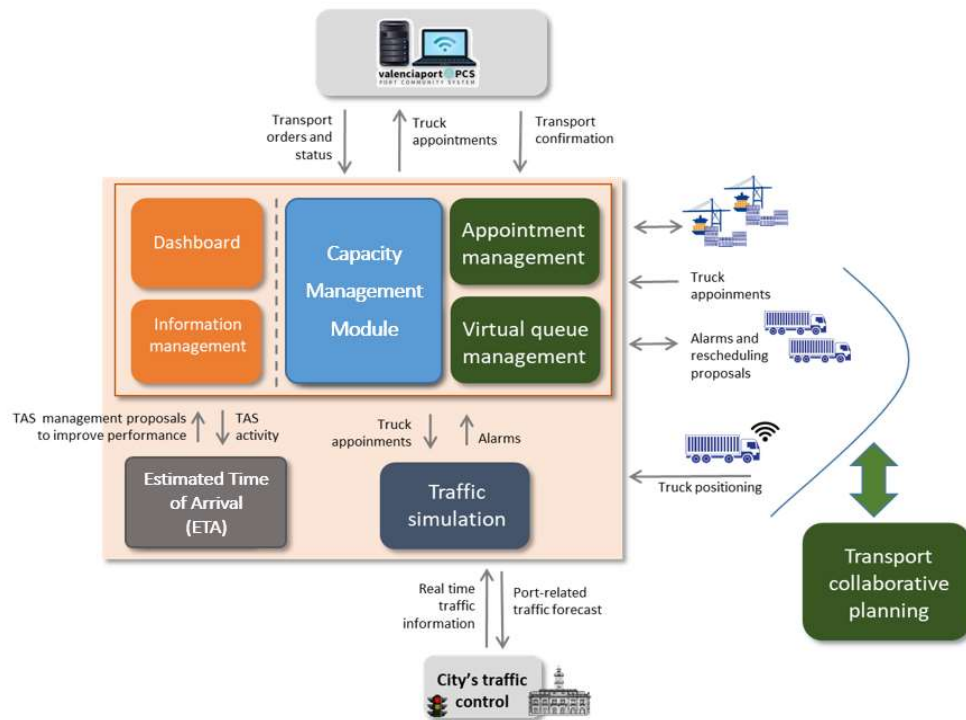 valenciaport PCS
PORT COMMUNITY SYSTEM
Transport
orders and
status
Truck
appointments
Transport
confirmation
Dashboard
Information
management
Capacity
Management
Module
Appointment
management
Virtual queue
management
Truck
appoinments
Alarms and
rescheduling
proposals
TAS management proposals
to improve performance
TAS
activity
Truck
appoinments
Alarms
Truck positioning
Estimated Time
of Arrival
(ETA)
Traffic
simulation
Transport
collaborative
planning
Real time
traffic
information
Port-related
traffic forecast
City's traffic
control